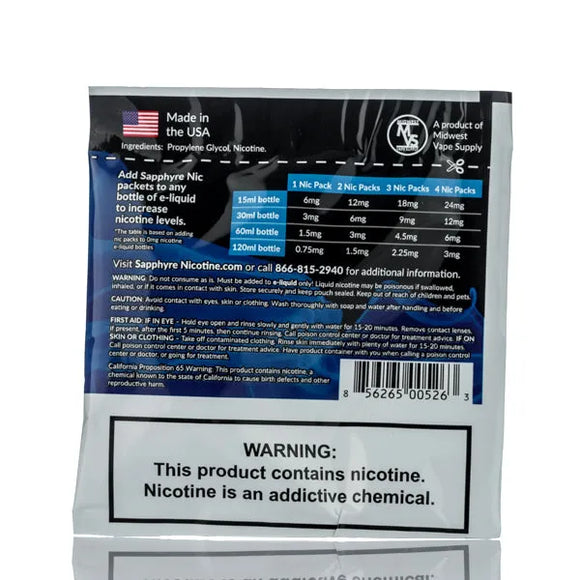 Made in
the USA
MIDWEST
MVS
A product of
Midwest
Vape Supply
Ingredients: Propylene Glycol, Nicotine.
Add Sapphyre Nic
packets to any
bottle of e-liquid
to increase
nicotine levels.
*The table is based on adding
nic packets to 0mg nicotine
e-liquid bottles
1 Nic Pack 2 Nic Packs 3 Nic Packs 4 Nic Packs
15ml bottle 6mg 12mg 18mg 24mg
30ml bottle 3mg 6mg 9mg 12mg
60ml bottle 1.5mg 3mg 4.5mg 6mg
120ml bottle 0.75mg 1.5mg 2.25mg 3mg
Visit Sapphyre Nicotine.com or call 866-815-2940 for additional information.
WARNING: Do not consume as is. Must be added to e-liquid only! Liquid nicotine may be poisonous if swallowed,
inhaled, or if it comes in contact with skin. Store securely and keep pouch sealed. Keep out of reach of children and pets.
CAUTION: Avoid contact with eyes, skin or clothing. Wash thoroughly with soap and water after handling and before
eating or drinking.
FIRST AID: IF IN EYE - Hold eye open and rinse slowly and gently with water for 15-20 minutes. Remove contact lenses,
if present, after the first 5 minutes, then continue rinsing. Call poison control center or doctor for treatment advice. IF ON
SKIN OR CLOTHING - Take off contaminated clothing. Rinse skin immediately with plenty of water for 15-20 minutes.
Call poison control center or doctor for treatment advice. Have product container with you when calling a poison control
center or doctor, or going for treatment.
California Proposition 65 Warning: This product contains nicotine, a
chemical known to the state of California to cause birth defects and other
reproductive harm.
8 56265 00526 3
WARNING:
This product contains nicotine.
Nicotine is an addictive chemical.